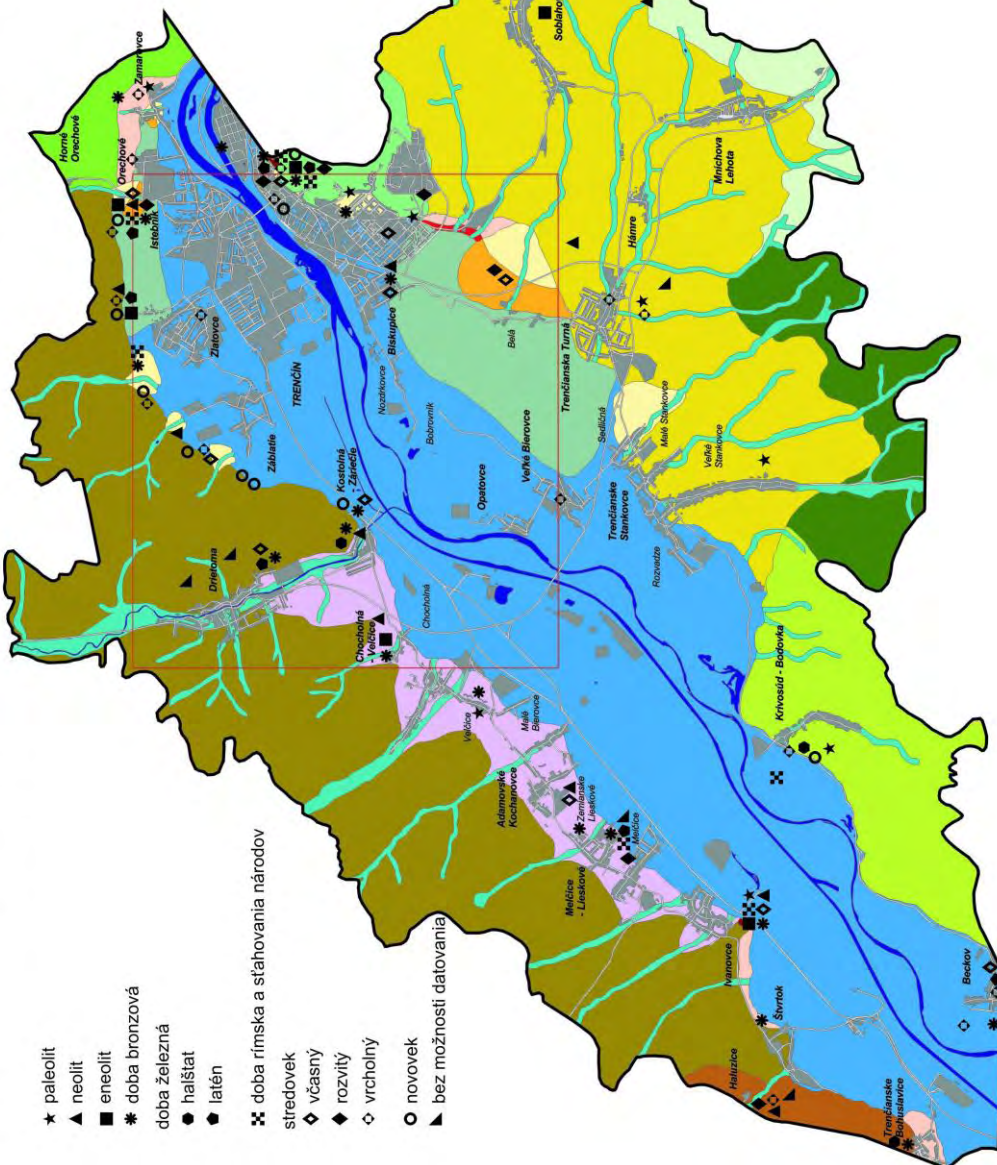 paleolit
neolit
eneolit
doba bronzová
doba železná
halštat
latén
doba rímska a sťahovania národov
stredovek
včasný
rozvitý
vrcholný
novovek
bez možnosti datovania
Horné
Orechové
Zamarovce
Orechové
Istebník
Zlatovce
TRENČÍN
Záblatie
Kostolná
- Záriečie
Drietoma
Chocholná
Velčice
Chocholná
Velčice
Malé
Bierovce
Adamovské
Kochanovce
Zemianske
Lieskové
Melčice
Melčice
- Lieskové
Ivanovce
Štvrtok
Haluzice
Trenčianske
Bohuslavice
Soblaho
Biskupice
Nozdrkovce
Bobrovník
Belá
Opatovce
Veľké Bierovce
Trenčianska Turná
Hámre
Mníchova
Lehota
Sedličná
Malé Stankovce
Veľké
Stankovce
Trenčianske
Stankovce
Rozvadze
Krivosúd - Bodovka
Beckov